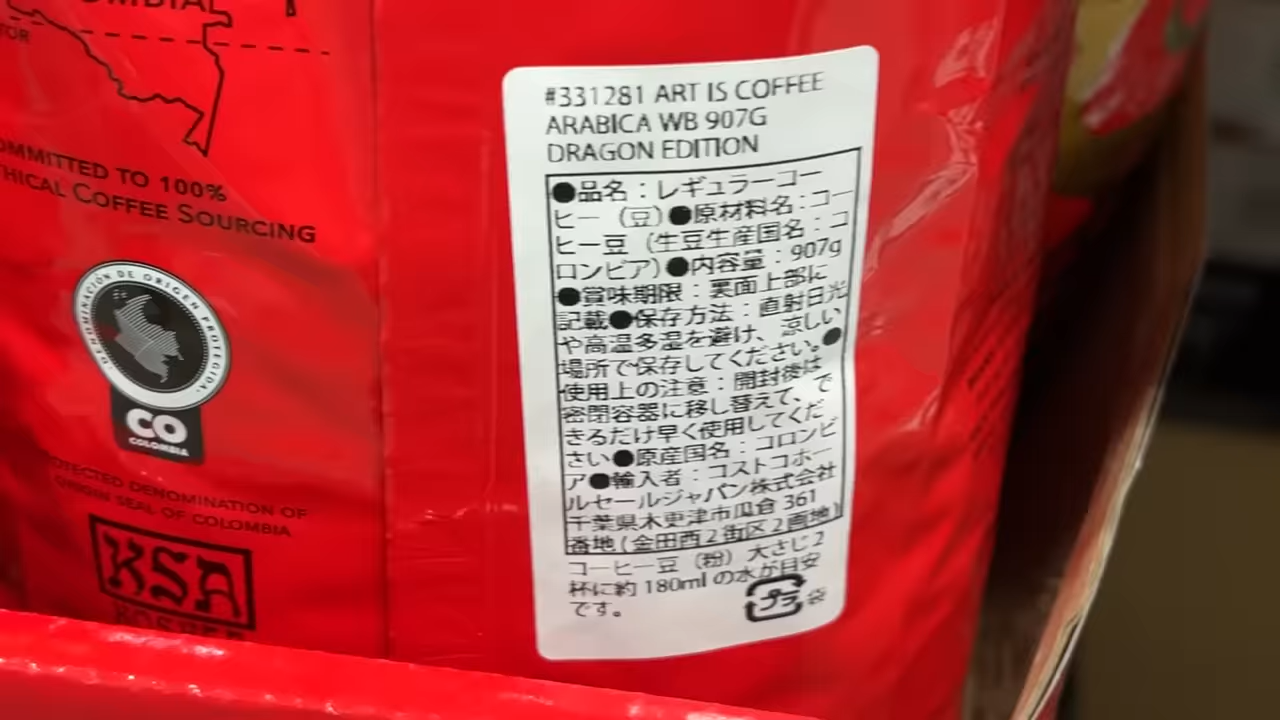 OMMITTED TO 100%
THICAL COFFEE SOURCING
DENOMINACIÓN DE ORIGEN PROTEGIDA
CO
COLOMBIA
PROTECTED DENOMINATION OF
ORIGIN SEAL OF COLOMBIA
KSA
KOSHER
#331281 ART IS COFFEE
ARABICA WB 907G
DRAGON EDITION
●品名：レギュラーコー
ヒー（豆）●原材料名：コー
ヒー豆（生豆生産国名：コ
ロンビア）●内容量：907g
●賞味期限：裏面上部に
記載●保存方法：直射日光
や高温多湿を避け、涼しい
場所で保存してください。●
使用上の注意：開封後は
密閉容器に移し替えて、で
きるだけ早く使用してくだ
さい●原産国名：コロンビ
ア●輸入者：コストコホー
ルセールジャパン株式会社
千葉県木更津市瓜倉 361
番地(金田西2街区2画地)
コーヒー豆（粉）大さじ2
杯に約 180ml の水が目安
です。
プラ 袋